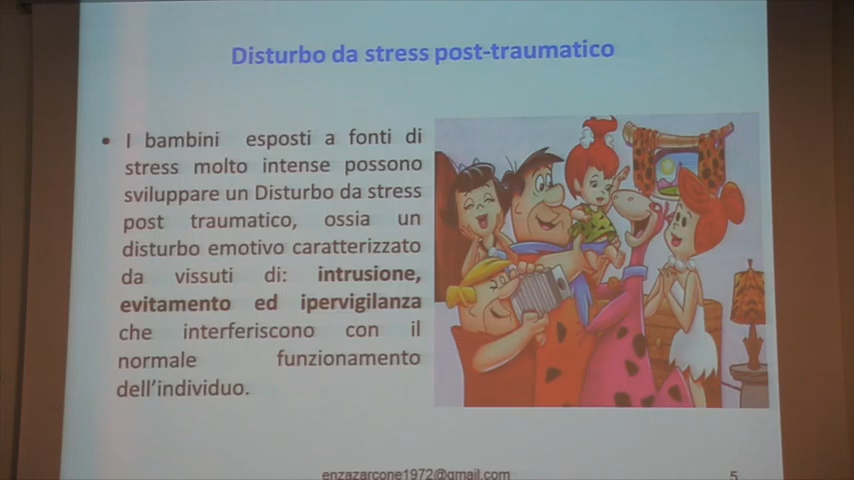 Disturbo da stress post-traumatico
• I bambini esposti a fonti di
stress molto intense possono
sviluppare un Disturbo da stress
post traumatico, ossia un
disturbo emotivo caratterizzato
da vissuti di: intrusione,
evitamento ed ipervigilanza
che interferiscono con il
normale funzionamento
dell'individuo.
enzazarcone1972@gmail.com
5